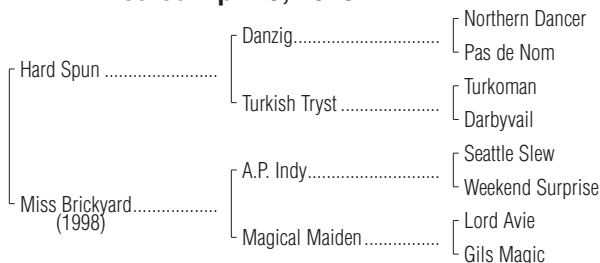 Northern Dancer
Danzig
Pas de Nom
Hard Spun
Turkoman
Turkish Tryst
Darbyvail
Seattle Slew
A.P. Indy
Weekend Surprise
Miss Brickyard
(1998)
Lord Avie
Magical Maiden
Gils Magic